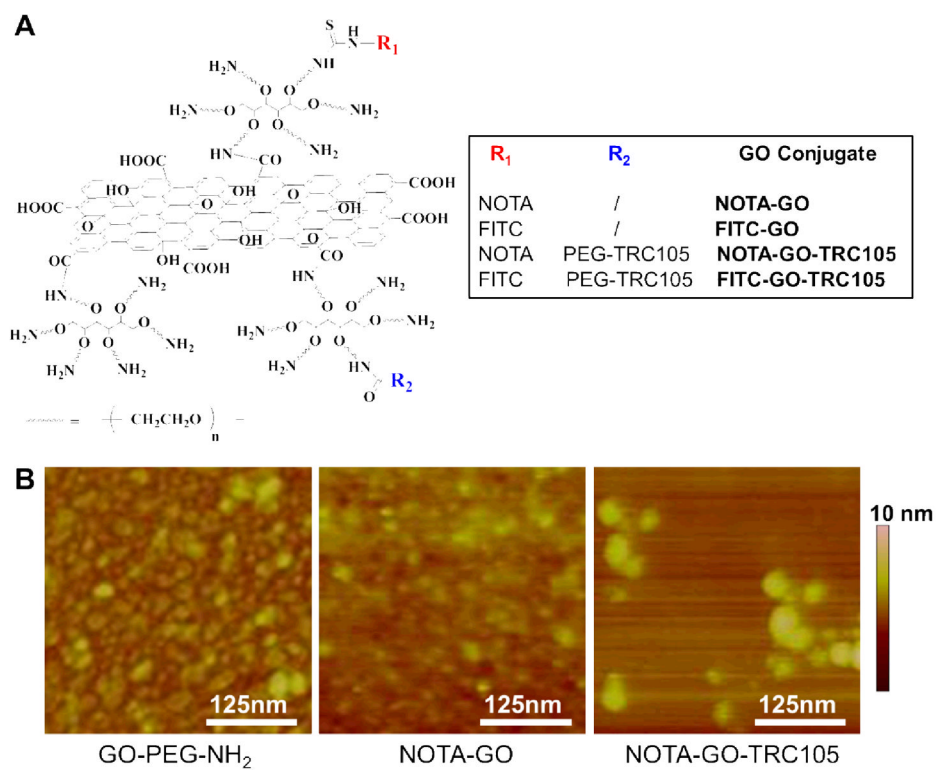 A
S
H
N
R1
NH
H2N
NH2
O O
H2N O O NH2
O O
HN CO NH2
HOOC
HO O OH
COOH
HOOC
O O OH
COOH
O OH
OH
CO COOH CO
HN NH2 HN NH2
O O O O
H2N O O NH2 H2N O O NH2
O O O O
H2N NH2 H2N HN
O R2
= ( CH2CH2O )n
R1 R2 GO Conjugate
NOTA / NOTA-GO
FITC / FITC-GO
NOTA PEG-TRC105 NOTA-GO-TRC105
FITC PEG-TRC105 FITC-GO-TRC105
B
10 nm
125nm 125nm 125nm
GO-PEG-NH2 NOTA-GO NOTA-GO-TRC105